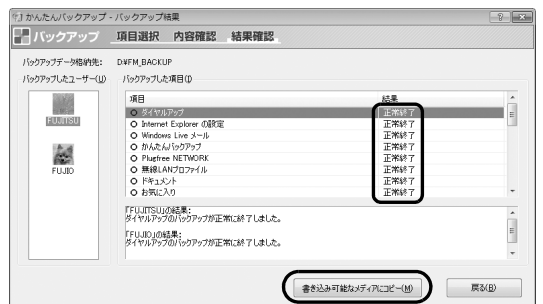 かんたんバックアップ - バックアップ結果
バックアップ 項目選択 内容確認 結果確認
バックアップデータ格納先: D:¥FM_BACKUP
バックアップしたユーザー(U) バックアップした項目(I)
項目 結果
ダイヤルアップ 正常終了
Internet Explorer の設定 正常終了
Windows Live メール 正常終了
かんたんバックアップ 正常終了
Plugfree NETWORK 正常終了
無線LANプロファイル 正常終了
ドキュメント 正常終了
お気に入り 正常終了
FUJITSU
FUJIO
「FUJITSU」の結果:
ダイヤルアップのバックアップが正常に終了しました。
「FUJIO」の結果:
ダイヤルアップのバックアップが正常に終了しました。
書き込み可能なメディアにコピー(M) 戻る(B)